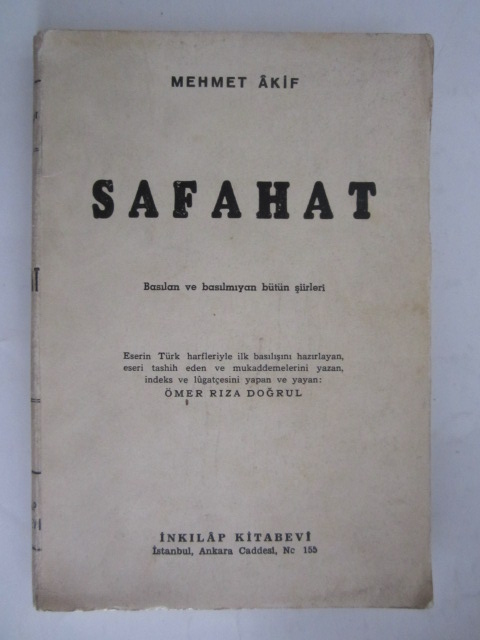 MEHMET ÂKİF
SAFAHAT
Basılan ve basılmıyan bütün şiirleri
Eserin Türk harfleriyle ilk basılışını hazırlayan,
eseri tashih eden ve mukaddemelerini yazan,
indeks ve lûgatçesini yapan ve yayan:
ÖMER RIZA DOĞRUL
İNKILÂP KİTABEVİ
İstanbul, Ankara Caddesi, No 155